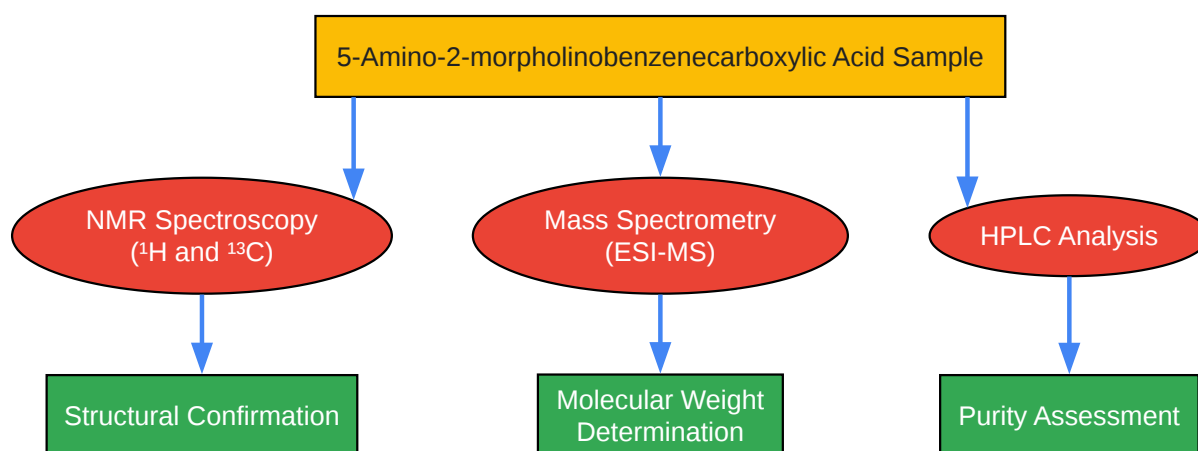 5-Amino-2-morpholinobenzenecarboxylic Acid Sample
NMR Spectroscopy
(¹H and ¹³C)
Mass Spectrometry
(ESI-MS)
HPLC Analysis
Structural Confirmation
Molecular Weight
Determination
Purity Assessment